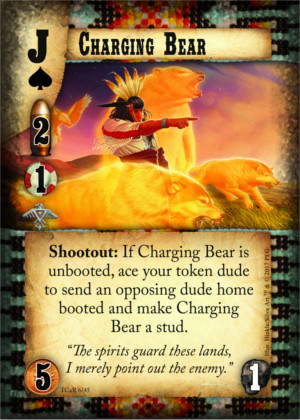 J
CHARGING BEAR
2
1
Shootout: If Charging Bear is
unbooted, ace your token dude
to send an opposing dude home
booted and make Charging
Bear a stud.
"The spirits guard these lands,
I merely point out the enemy."
5
1